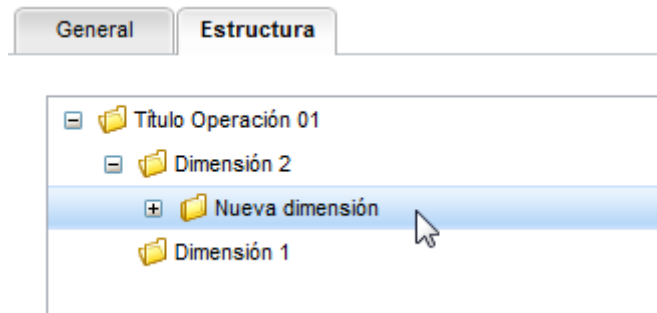 General Estructura
Título Operación 01
Dimensión 2
Nueva dimensión
Dimensión 1